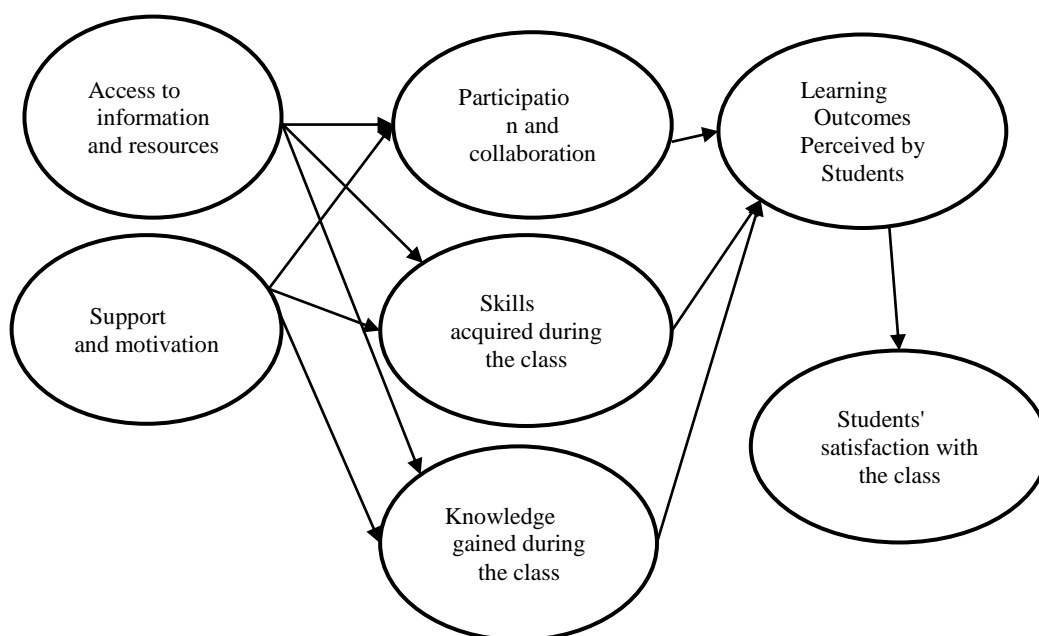 Access to
information
and resources
Participatio
n and
collaboration
Learning
Outcomes
Perceived by
Students
Support
and motivation
Skills
acquired during
the class
Students'
satisfaction with
the class
Knowledge
gained during
the class